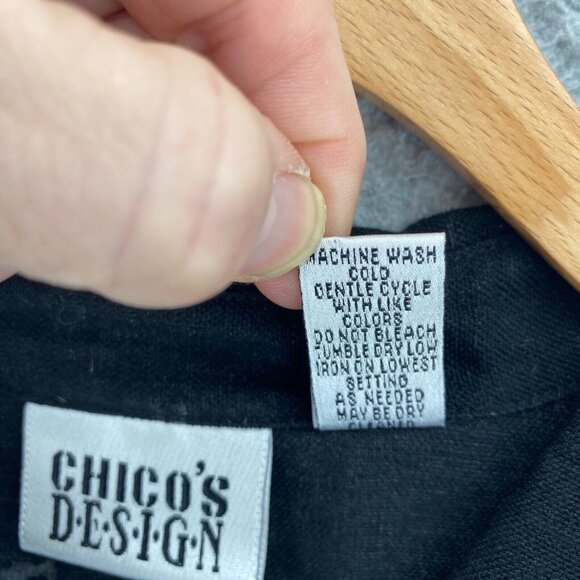 MACHINE WASH
COLD
GENTLE CYCLE
WITH LIKE
COLORS
DO NOT BLEACH
TUMBLE DRY LOW
IRON ON LOWEST
SETTING
AS NEEDED
MAY BE DRY
CLEANED
CHICO'S
D·E·S·I·G·N